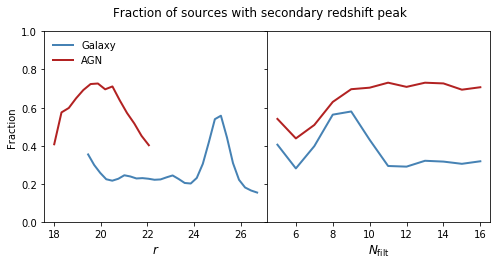 Fraction of sources with secondary redshift peak
Galaxy
AGN
Fraction
1.0
0.8
0.6
0.4
0.2
0.0
18 20 22 24 26
6 8 10 12 14 16
r
N_filt